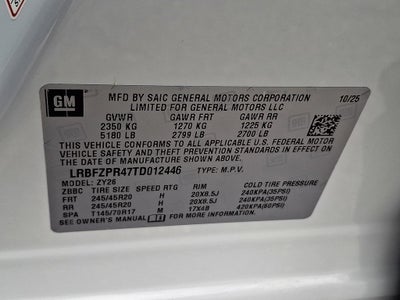 GM
MFD BY SAIC GENERAL MOTORS CORPORATION 10/25
LIMITED FOR GENERAL MOTORS LLC
GVWR GAWR FRT GAWR RR
2350 KG 1270 KG 1225 KG
5180 LB 2799 LB 2700 LB
THIS VEHICLE CONFORMS TO ALL APPLICABLE U.S. FEDERAL MOTOR
VEHICLE SAFETY, BUMPER, AND THEFT PREVENTION STANDARDS IN EFFECT ON
THE DATE OF MANUFACTURE SHOWN ABOVE.
LRBFZPR47TD012446 TYPE: M.P.V.
MODEL: ZY26
ZBBC TIRE SIZE SPEED RTG RIM COLD TIRE PRESSURE
FRT 245/45R20 H 20X8.5J 240KPA(35PSI)
RR 245/45R20 H 20X8.5J 240KPA(35PSI)
SPA T145/70R17 M 17X4B 420KPA(60PSI)
SEE OWNER'S MANUAL